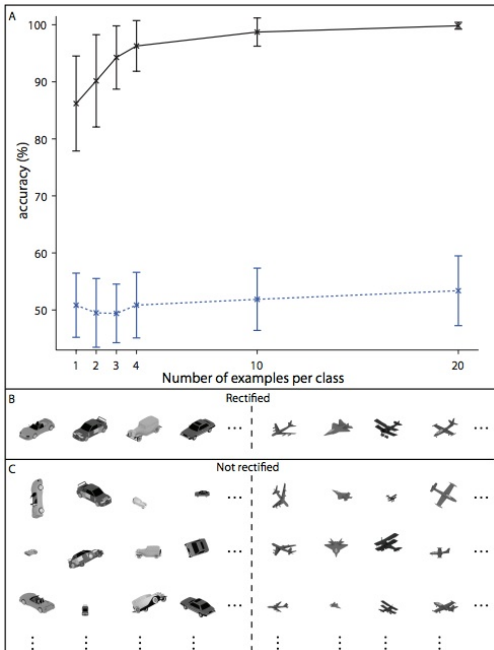 A
100
90
80
70
60
50
accuracy (%)
1 2 3 4 10 20
Number of examples per class
B
Rectified
C
Not rectified